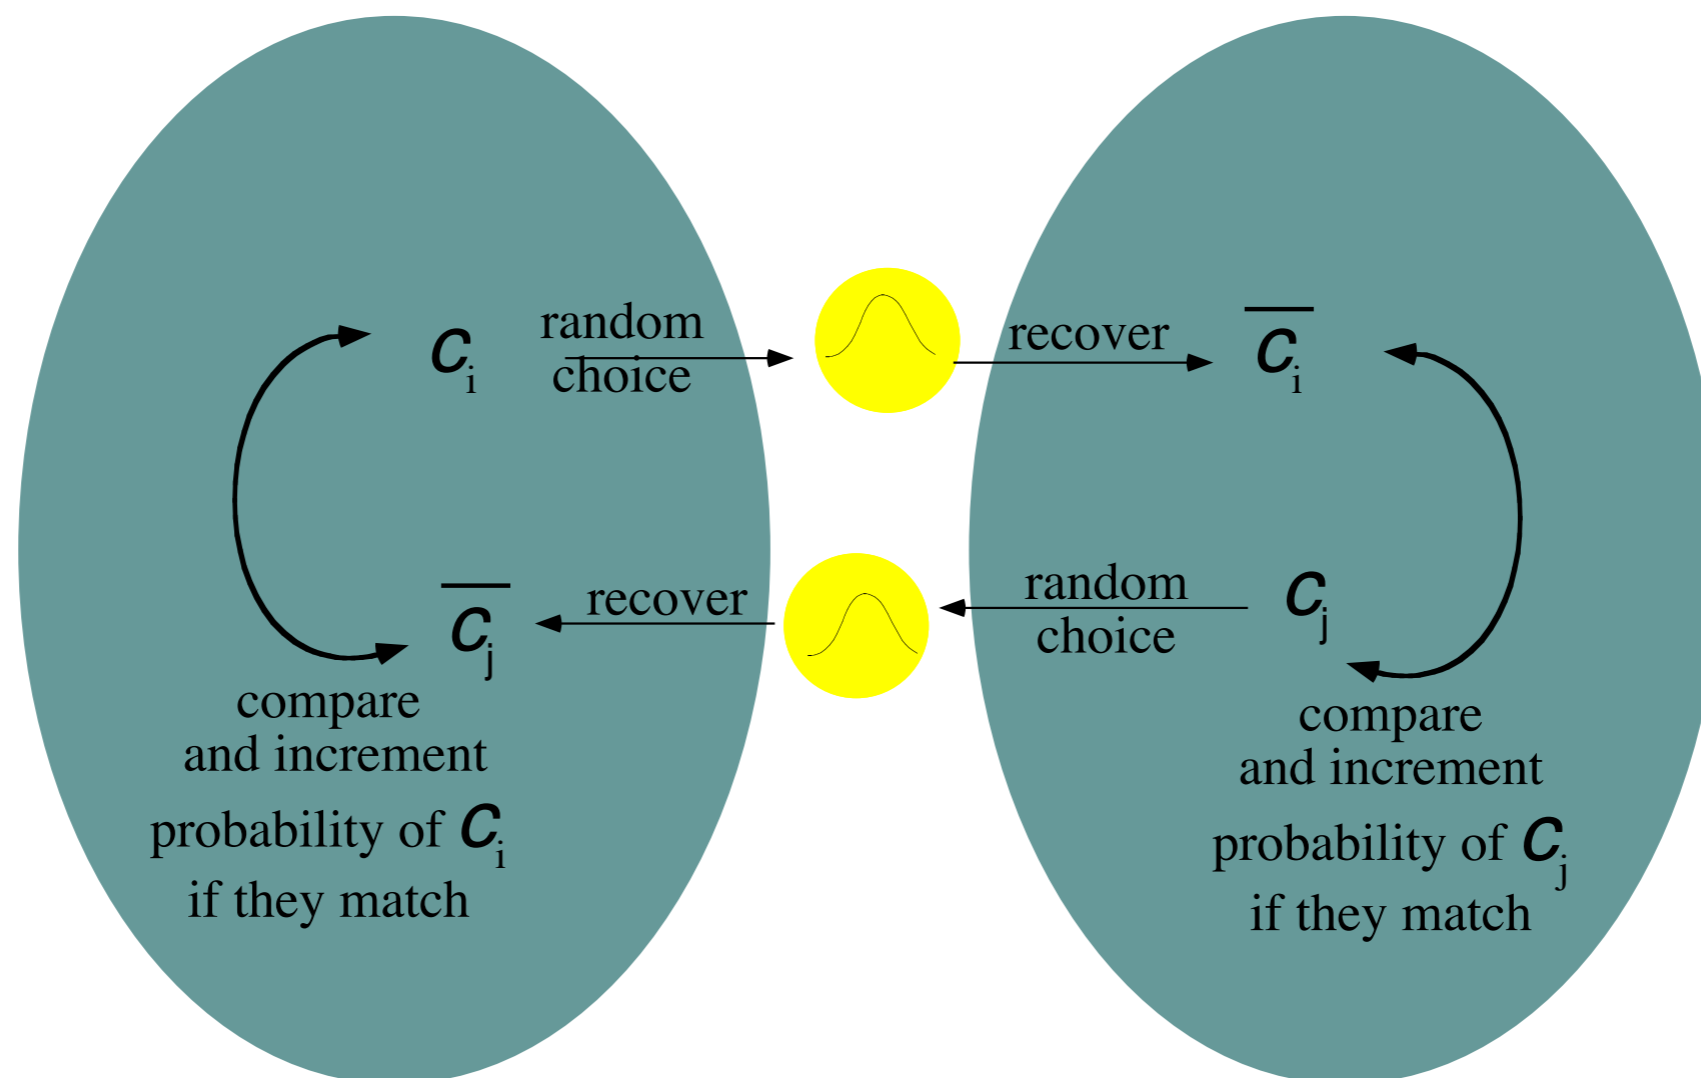 c_i random choice recover c̅_i
c̅_j recover random choice c_j
compare
and increment
probability of c_i
if they match
compare
and increment
probability of c_j
if they match